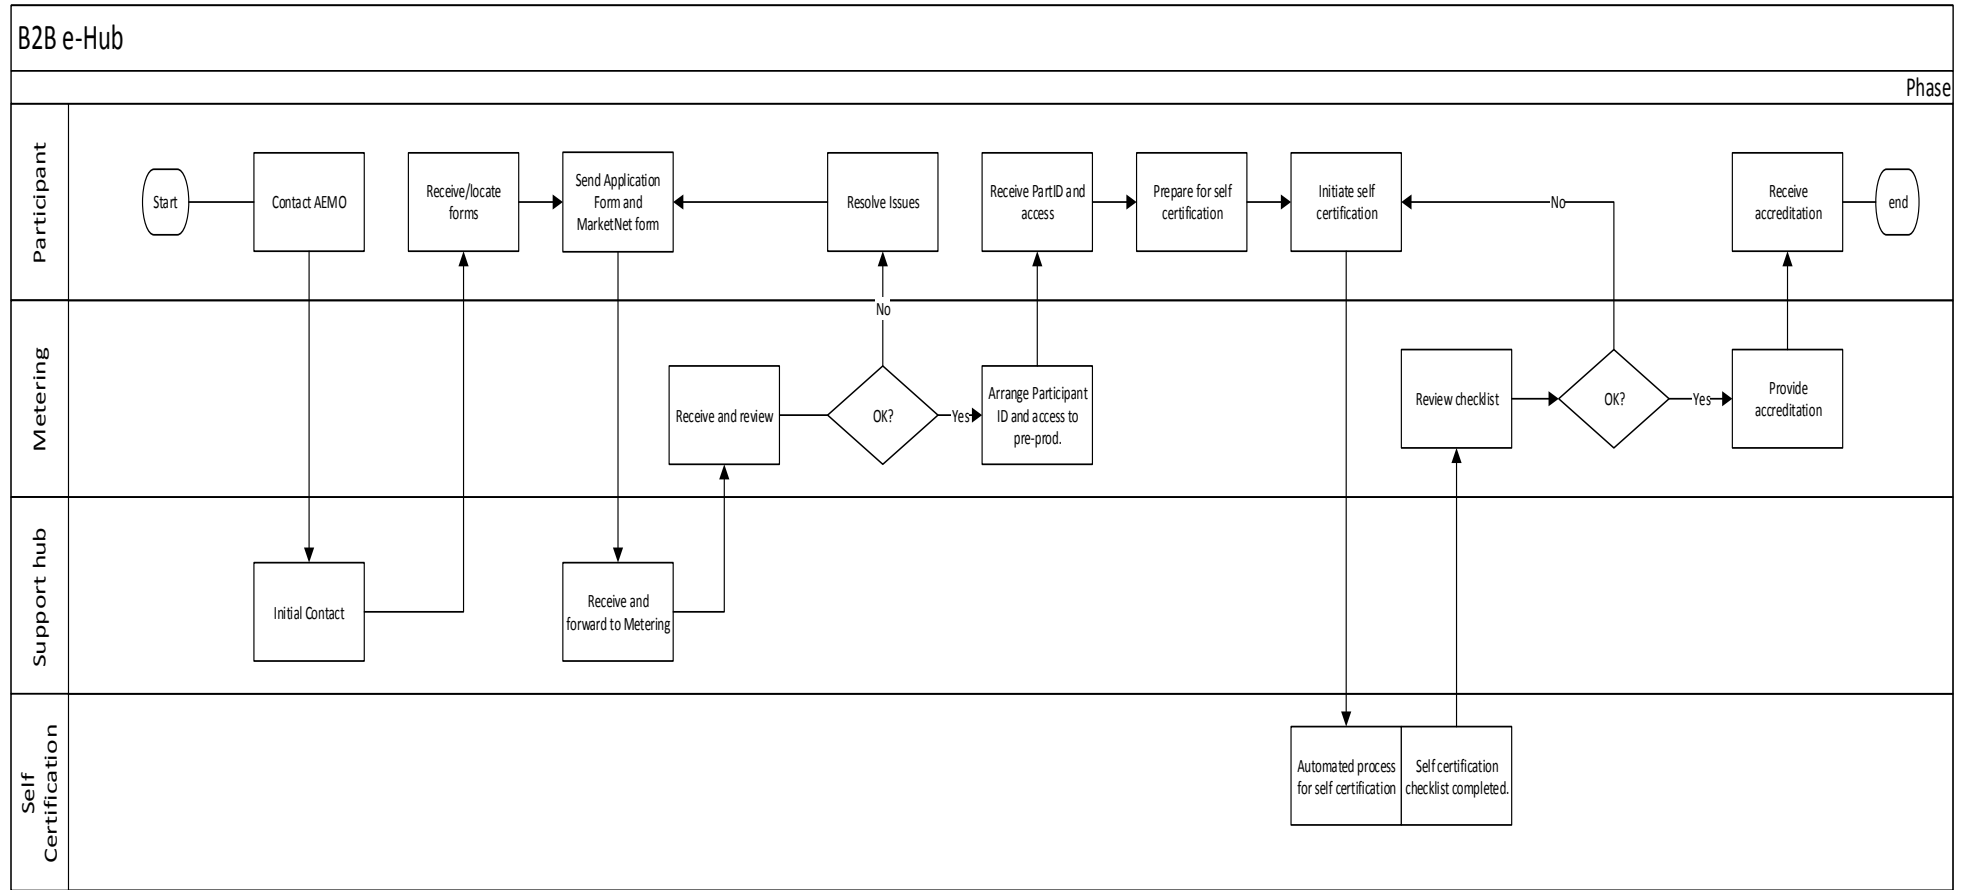 B2B e-Hub
Phase
Participant
Start
Contact AEMO
Receive/locate
forms
Send Application
Form and
MarketNet form
Resolve Issues
Receive PartID and
access
Prepare for self
certification
Initiate self
certification
No
Receive
accreditation
end
Metering
No
Receive and review
OK?
Yes
Arrange Participant
ID and access to
pre-prod.
Review checklist
OK?
Yes
Provide
accreditation
Support hub
Initial Contact
Receive and
forward to Metering
Self
Certification
Automated process
for self certification
Self certification
checklist completed.